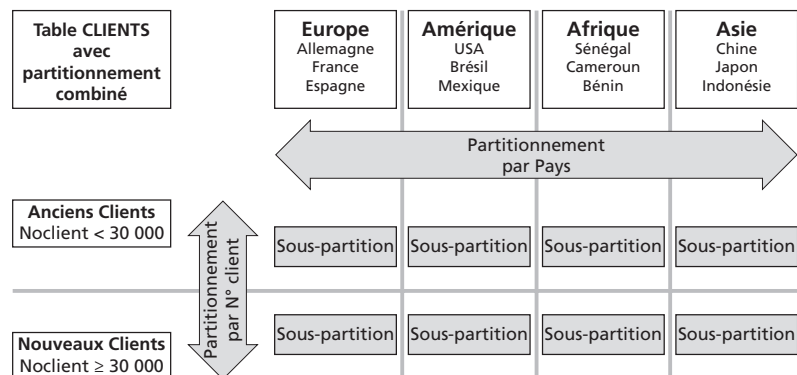 Table CLIENTS
avec
partitionnement
combiné
Europe
Allemagne
France
Espagne
Amérique
USA
Brésil
Mexique
Afrique
Sénégal
Cameroun
Bénin
Asie
Chine
Japon
Indonésie
Partitionnement
par Pays
Anciens Clients
Noclient < 30 000
Partitionnement
par N° client
Sous-partition
Sous-partition
Sous-partition
Sous-partition
Nouveaux Clients
Noclient ≥ 30 000
Sous-partition
Sous-partition
Sous-partition
Sous-partition